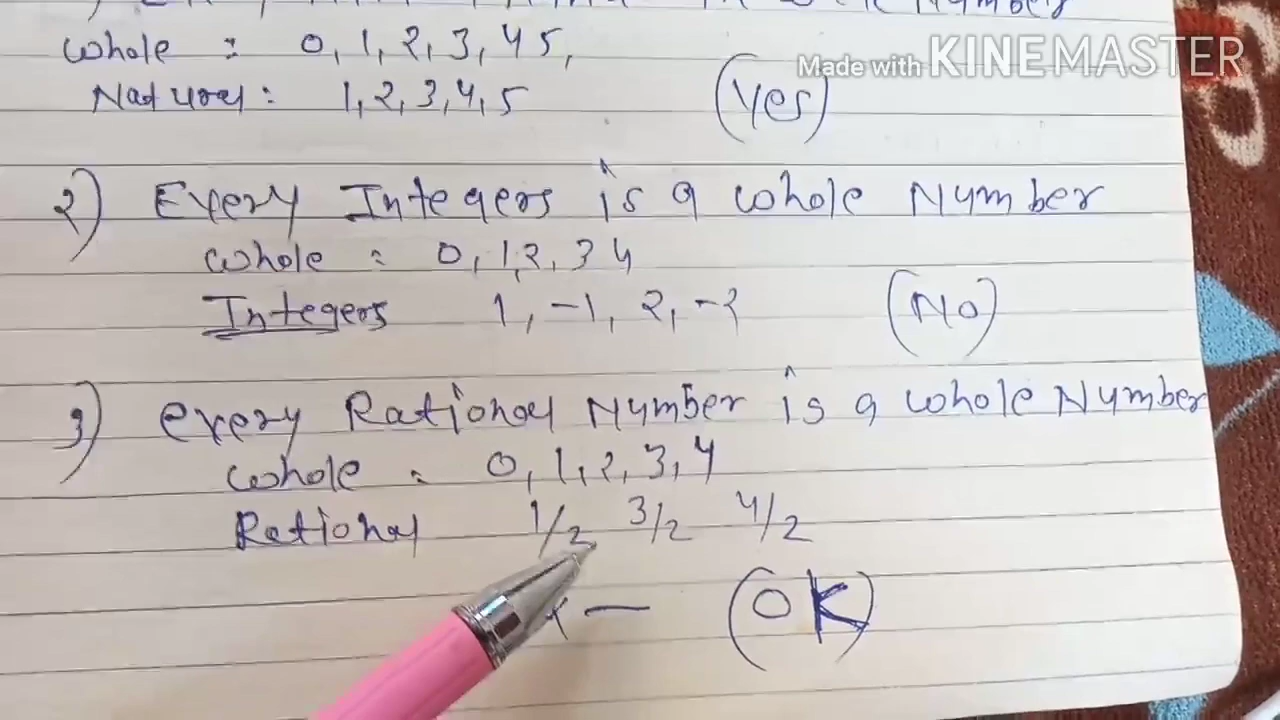 Number
Whole : 0, 1, 2, 3, 4 5,
Natural : 1, 2, 3, 4, 5
(Yes)
Made with KINEMASTER
2) Every Integers is a whole Number
Whole : 0, 1, 2, 3 4
Integers 1, -1, 2, -2
(No)
3) Every Rational Number is a whole Number
Whole : 0, 1, 2, 3, 4
Rational 1/2 3/2 4/2
(OK)